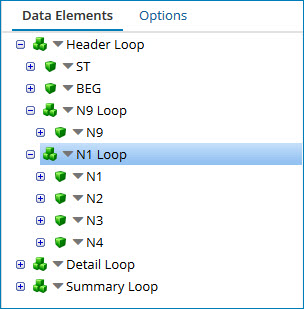 Data Elements Options
Header Loop
ST
BEG
N9 Loop
N9
N1 Loop
N1
N2
N3
N4
Detail Loop
Summary Loop